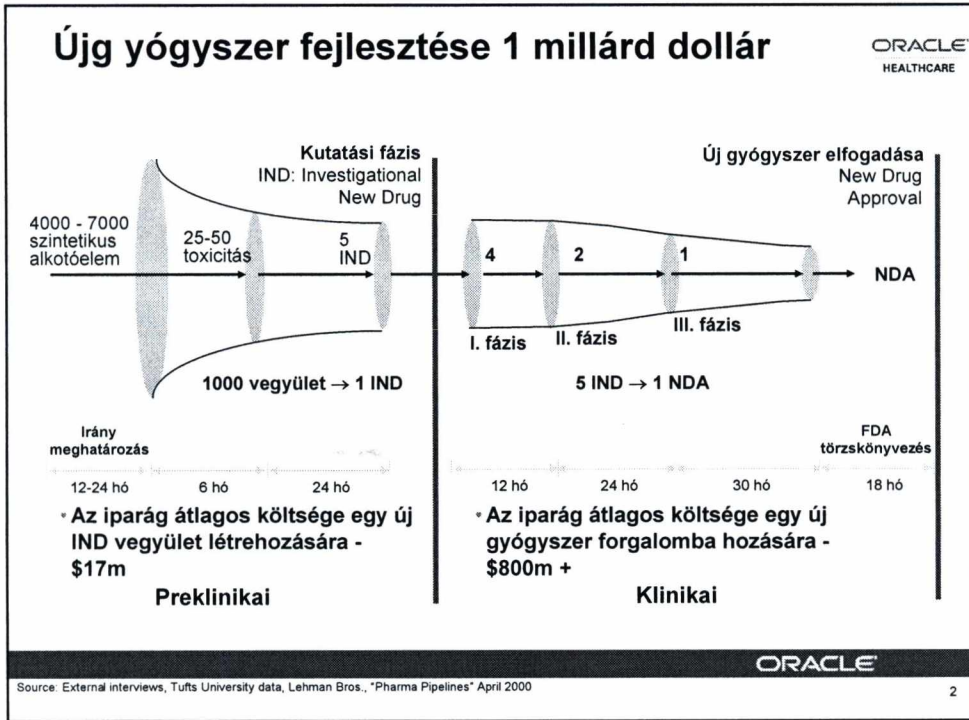 Újg yógyszer fejlesztése 1 millárd dollár
ORACLE
HEALTHCARE
Kutatási fázis
IND: Investigational
New Drug
Új gyógyszer elfogadása
New Drug
Approval
4000 - 7000
szintetikus
alkotóelem
25-50
toxicitás
5
IND
4
2
1
NDA
I. fázis
II. fázis
III. fázis
1000 vegyület → 1 IND
5 IND → 1 NDA
Irány
meghatározás
FDA
törzskönyvezés
12-24 hó
6 hó
24 hó
12 hó
24 hó
30 hó
18 hó
• Az iparág átlagos költsége egy új
IND vegyület létrehozására -
$17m
• Az iparág átlagos költsége egy új
gyógyszer forgalomba hozására -
$800m +
Preklinikai
Klinikai
ORACLE
Source: External interviews, Tufts University data, Lehman Bros., "Pharma Pipelines" April 2000
2